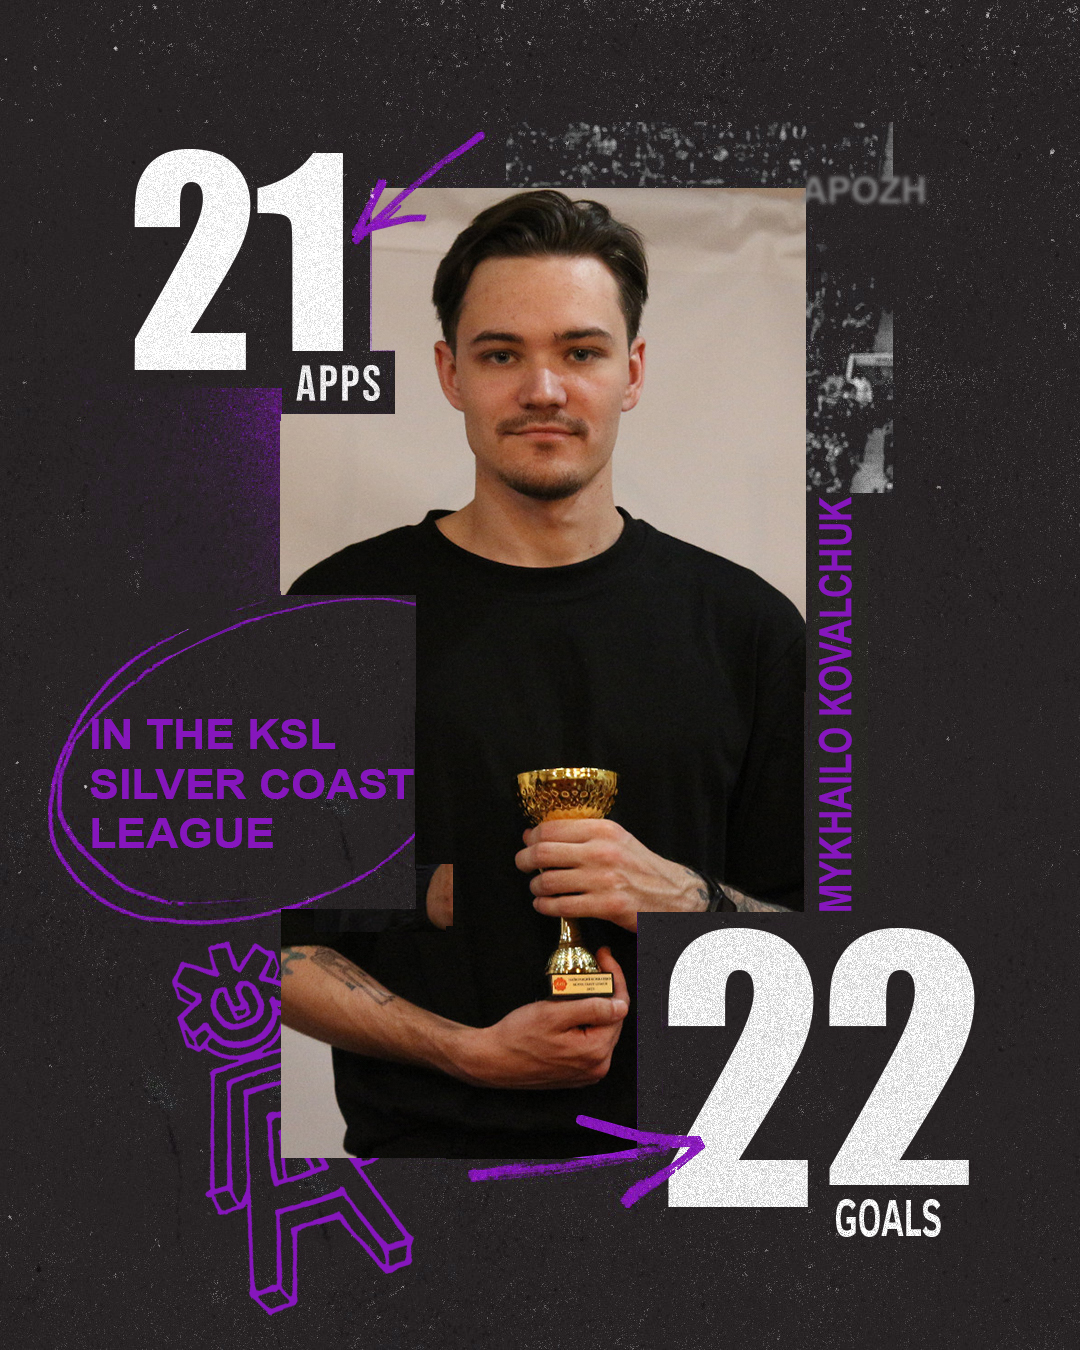 21
APPS
APOZH
MYKHAILO KOVALCHUK
IN THE KSL
SILVER COAST
LEAGUE
22
GOALS